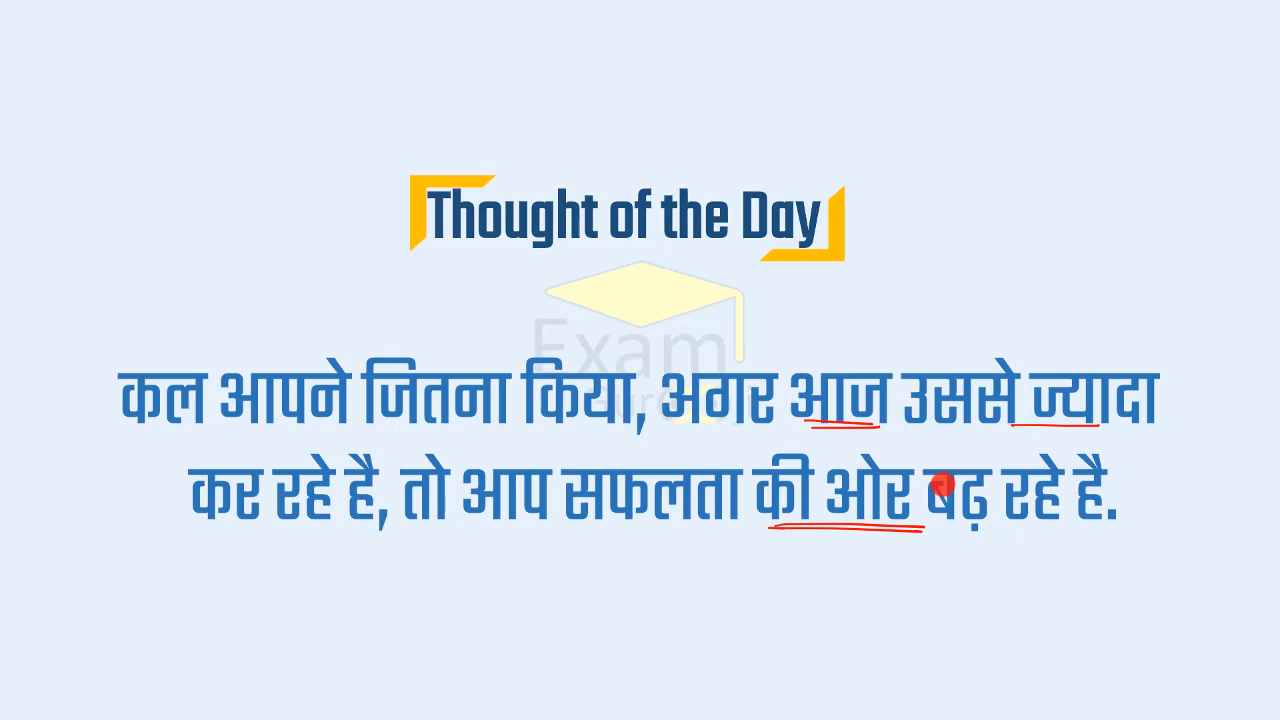 Thought of the Day
Exam
कल आपने जितना किया, अगर आज उससे ज्यादा
कर रहे है, तो आप सफलता की ओर बढ़ रहे है.